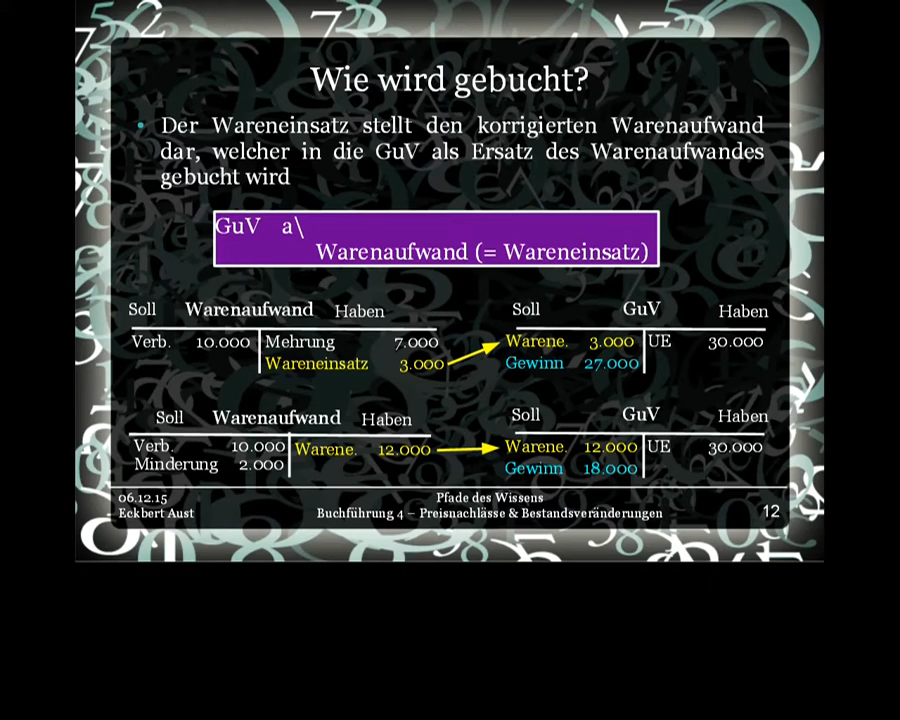 Wie wird gebucht?
• Der Wareneinsatz stellt den korrigierten Warenaufwand
dar, welcher in die GuV als Ersatz des Warenaufwandes
gebucht wird
GuV a\
Warenaufwand (= Wareneinsatz)
Soll Warenaufwand Haben
Verb. 10.000 Mehrung 7.000
Wareneinsatz 3.000
Soll GuV Haben
Warene. 3.000 UE 30.000
Gewinn 27.000
Soll Warenaufwand Haben
Verb. 10.000 Warene. 12.000
Minderung 2.000
Soll GuV Haben
Warene. 12.000 UE 30.000
Gewinn 18.000
06.12.15
Eckbert Aust
Pfade des Wissens
Buchführung 4 – Preisnachlässe & Bestandsveränderungen
12